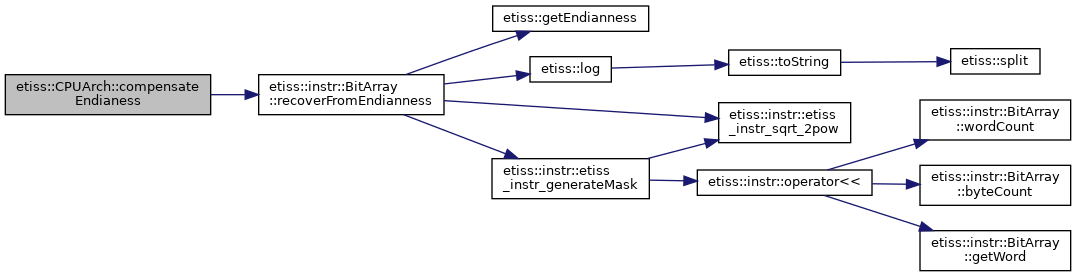 etiss::CPUArch::compensate
Endianess
etiss::instr::BitArray
::recoverFromEndianness
etiss::getEndianness
etiss::log
etiss::toString
etiss::split
etiss::instr::etiss
_instr_sqrt_2pow
etiss::instr::etiss
_instr_generateMask
etiss::instr::operator<<
etiss::instr::BitArray
::wordCount
etiss::instr::BitArray
::byteCount
etiss::instr::BitArray
::getWord